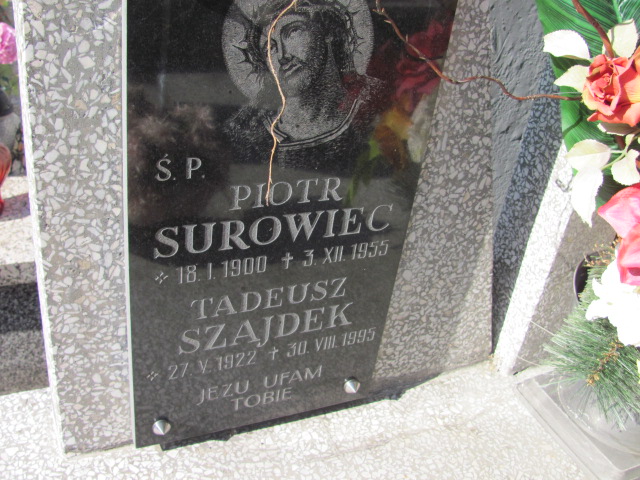 Ś. P.
PIOTR
SUROWIEC
* 18. I 1900 † 3. XII. 1955
TADEUSZ
SZAJDEK
* 27. V. 1922 † 30. VIII. 1995
JEZU UFAM
TOBIE